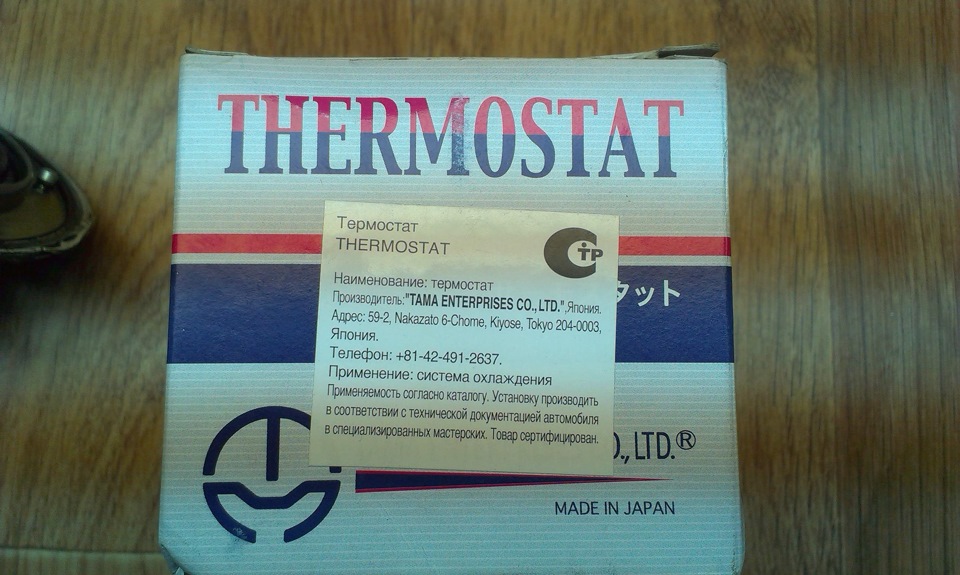 THERMOSTAT
Термостат
THERMOSTAT
СТР
Наименование: термостат
Производитель:"TAMA ENTERPRISES CO., LTD.",Япония.
Адрес: 59-2, Nakazato 6-Chome, Kiyose, Tokyo 204-0003,
Япония.
Телефон: +81-42-491-2637.
Применение: система охлаждения
Применяемость согласно каталогу. Установку производить
в соответствии с технической документацией автомобиля
в специализированных мастерских. Товар сертифицирован.
タット
O., LTD.®
MADE IN JAPAN